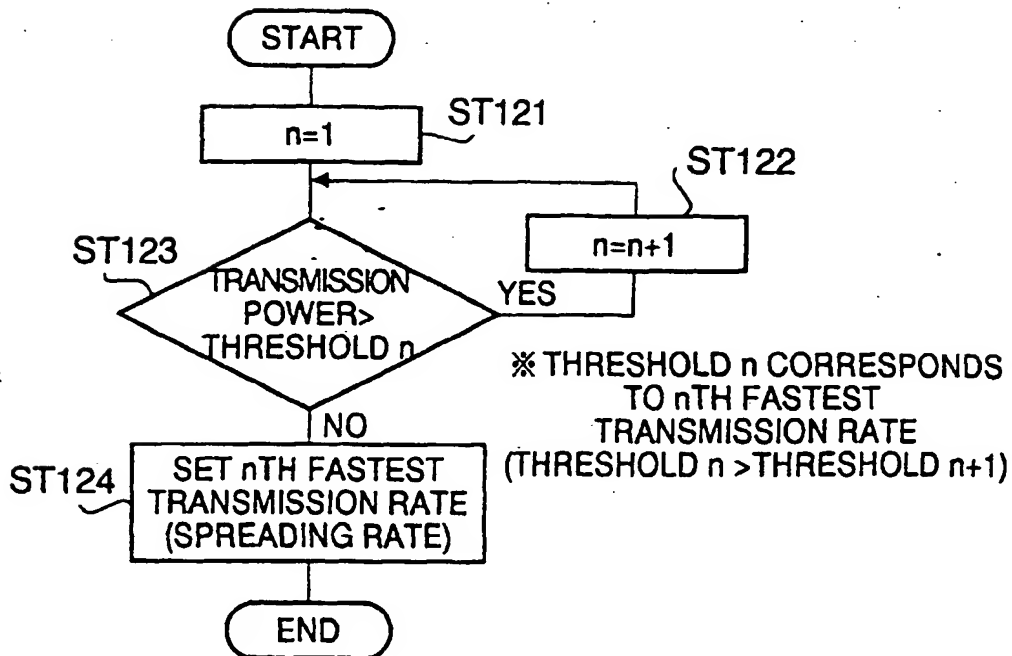 START
n=1
ST121
ST122
n=n+1
ST123
TRANSMISSION
POWER>
THRESHOLD n
YES
※ THRESHOLD n CORRESPONDS
TO nTH FASTEST
TRANSMISSION RATE
(THRESHOLD n >THRESHOLD n+1)
NO
ST124
SET nTH FASTEST
TRANSMISSION RATE
(SPREADING RATE)
END